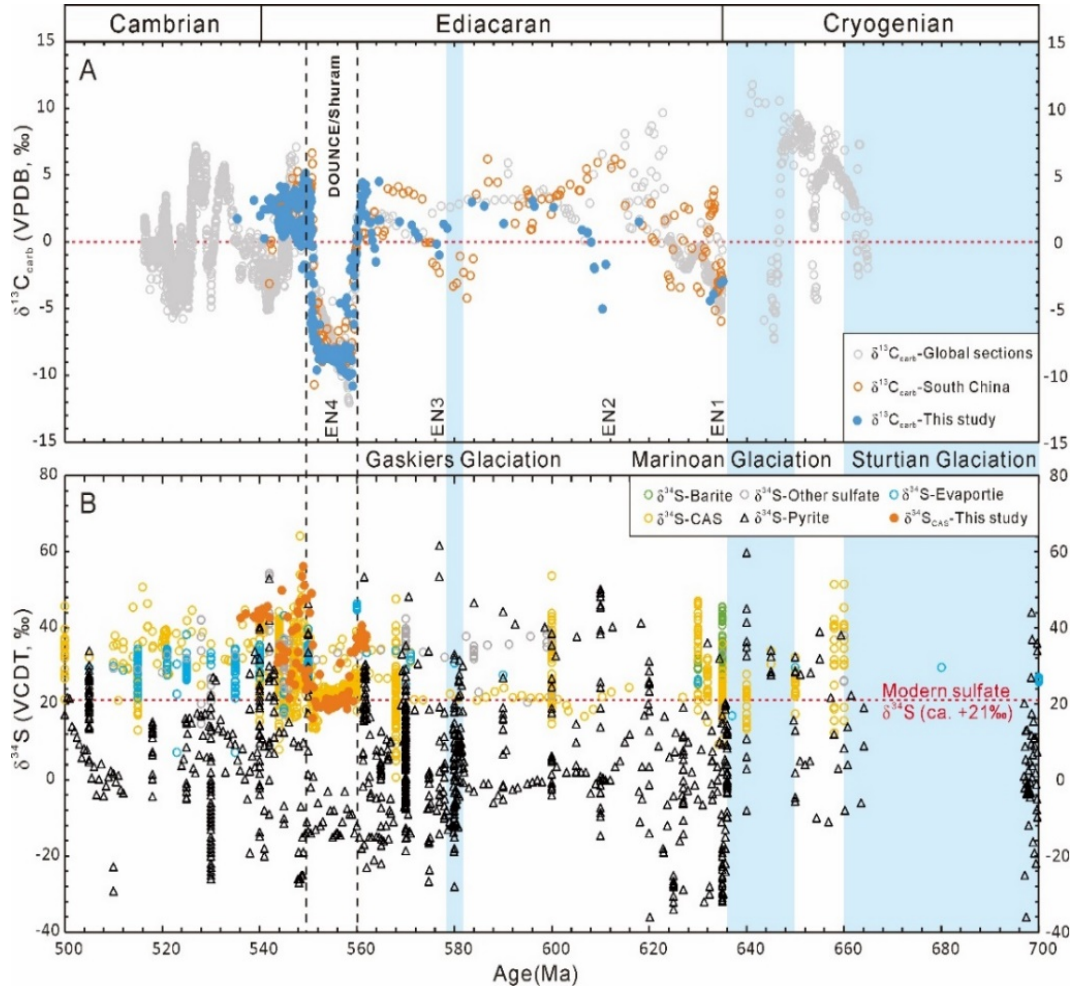 Cambrian Ediacaran Cryogenian
A
15 10 5 0 -5 -10 -15
δ¹³Ccarb (VPDB, ‰)
15 10 5 0 -5 -10 -15
DOUNCE/Shuram
EN4 EN3 EN2 EN1
δ¹³Ccarb-Global sections
δ¹³Ccarb-South China
δ¹³Ccarb-This study
Gaskiers Glaciation Marinoan Glaciation Sturtian Glaciation
B
80 60 40 20 0 -20 -40
δ³⁴S (VCDT, ‰)
80 60 40 20 0 -20 -40
δ³⁴S-Barite δ³⁴S-Other sulfate δ³⁴S-Evaportie
δ³⁴S-CAS δ³⁴S-Pyrite δ³⁴SCAS-This study
Modern sulfate
δ³⁴S (ca. +21‰)
500 520 540 560 580 600 620 640 660 680 700
Age(Ma)